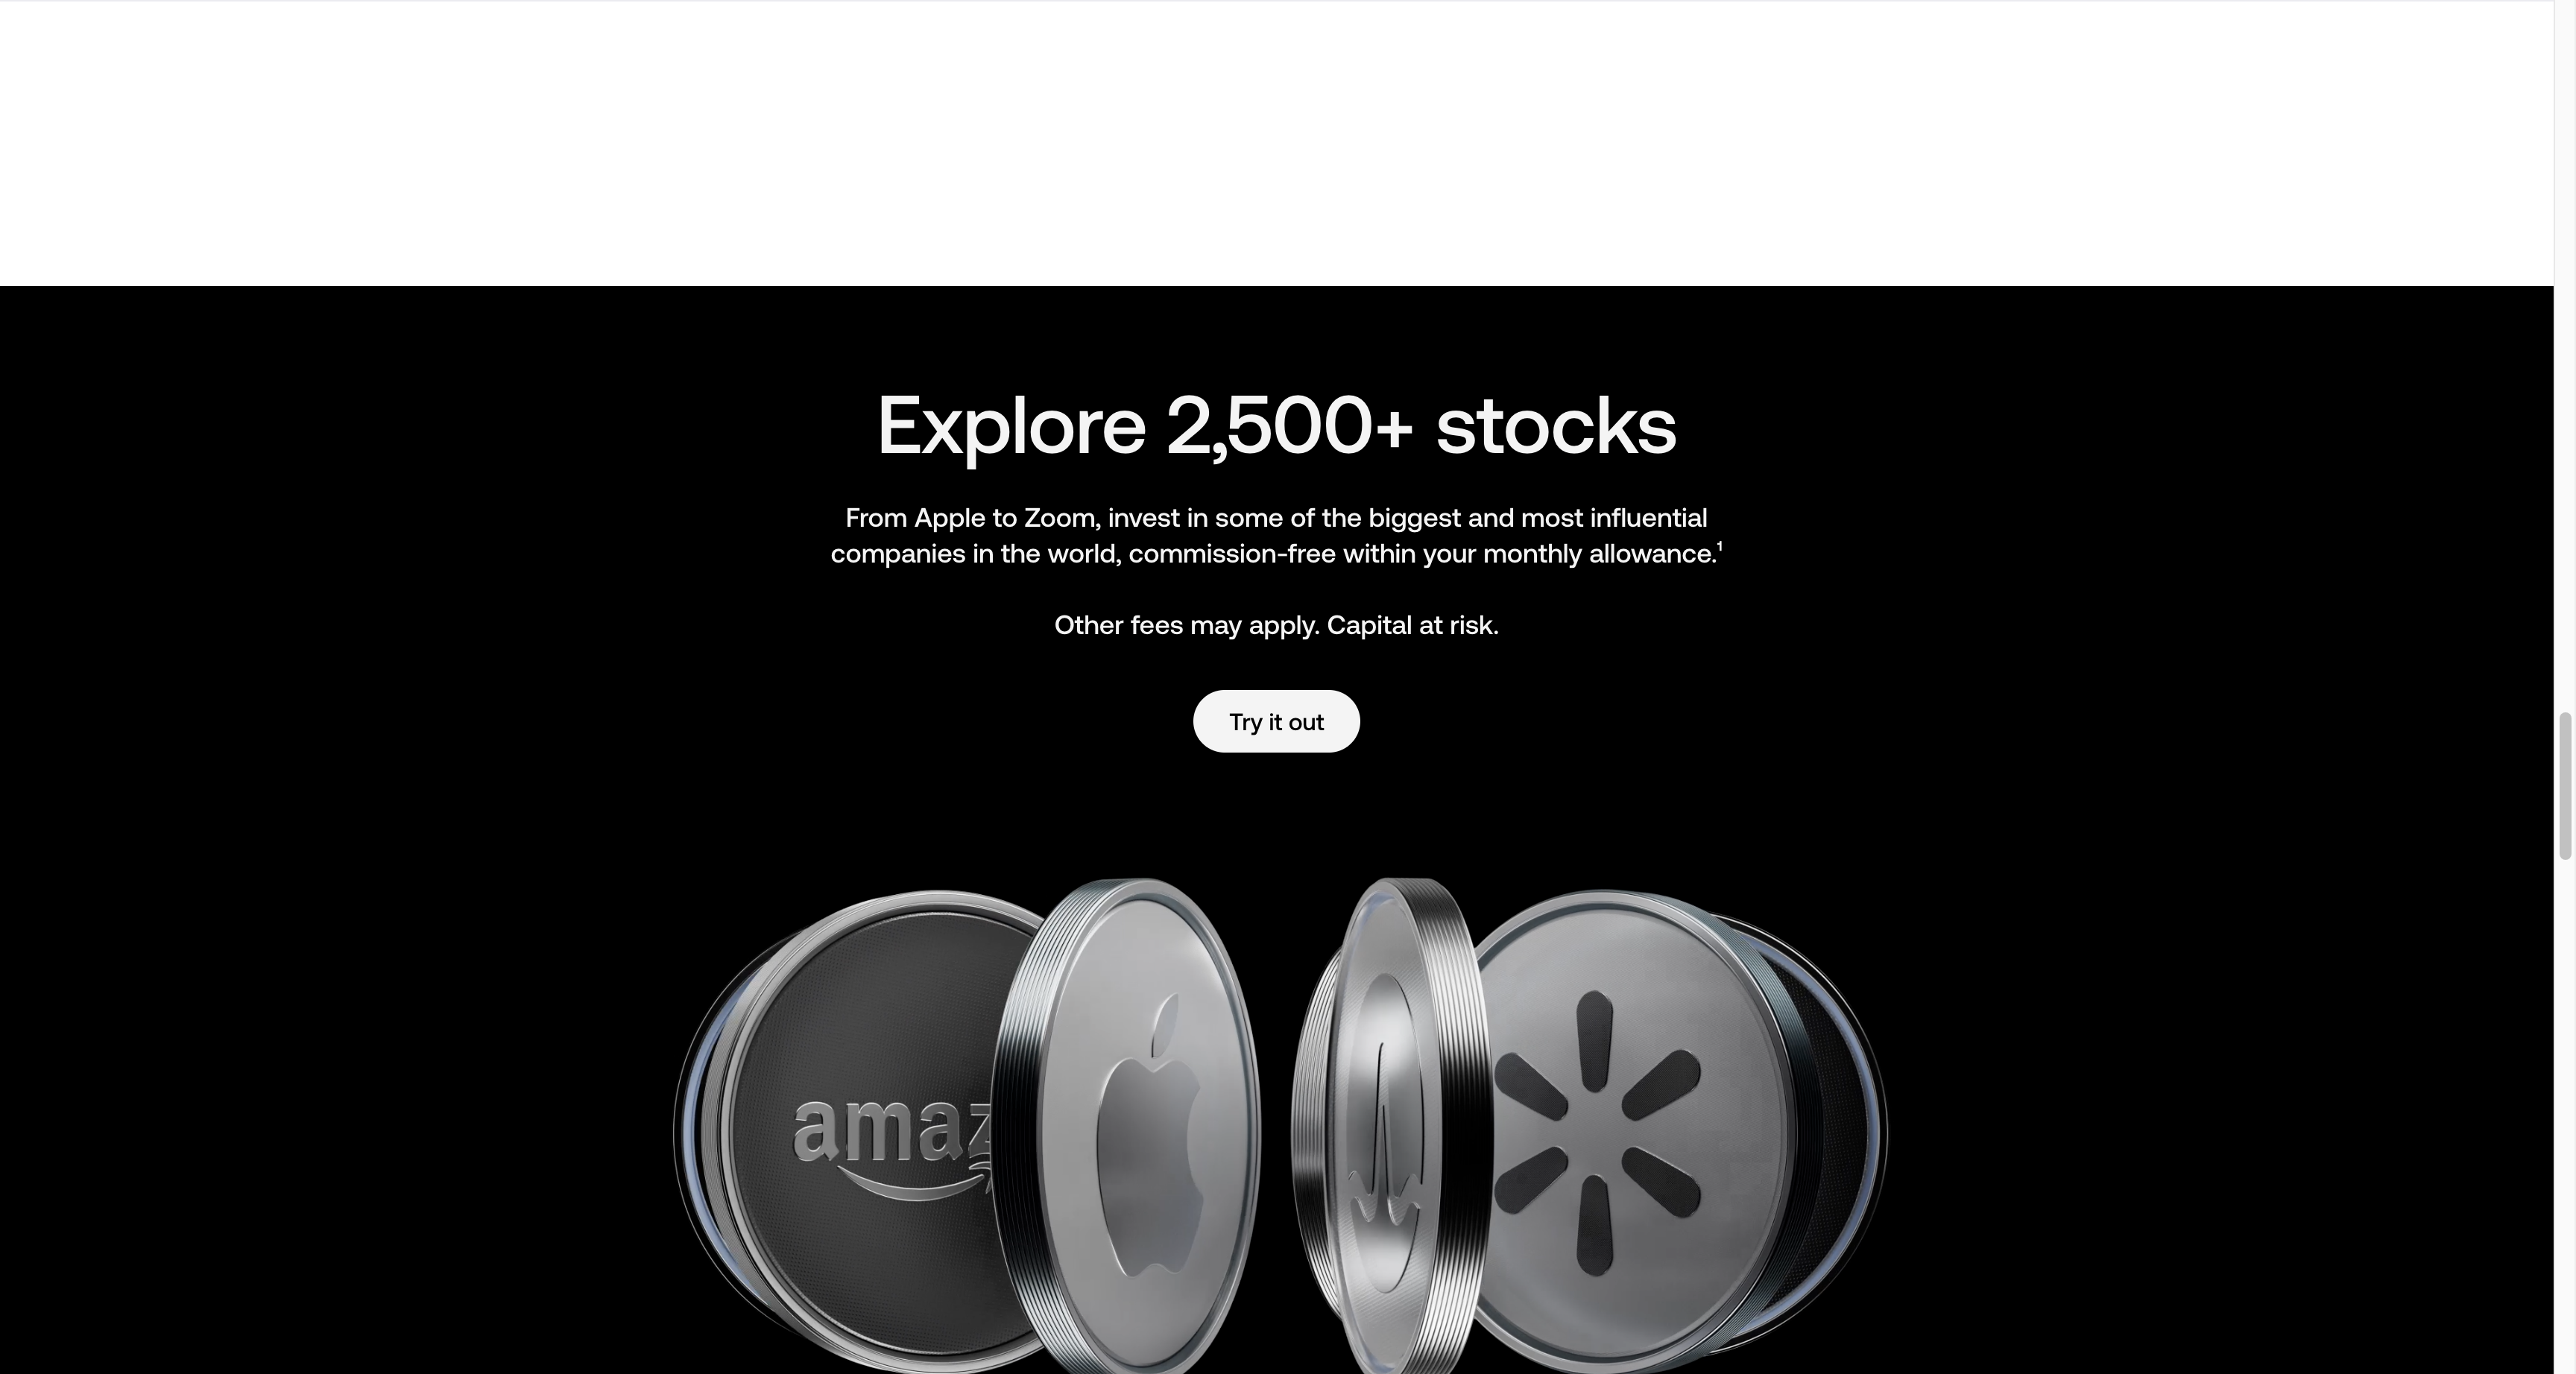 Explore 2,500+ stocks
From Apple to Zoom, invest in some of the biggest and most influential
companies in the world, commission-free within your monthly allowance.¹
Other fees may apply. Capital at risk.
Try it out
amaz